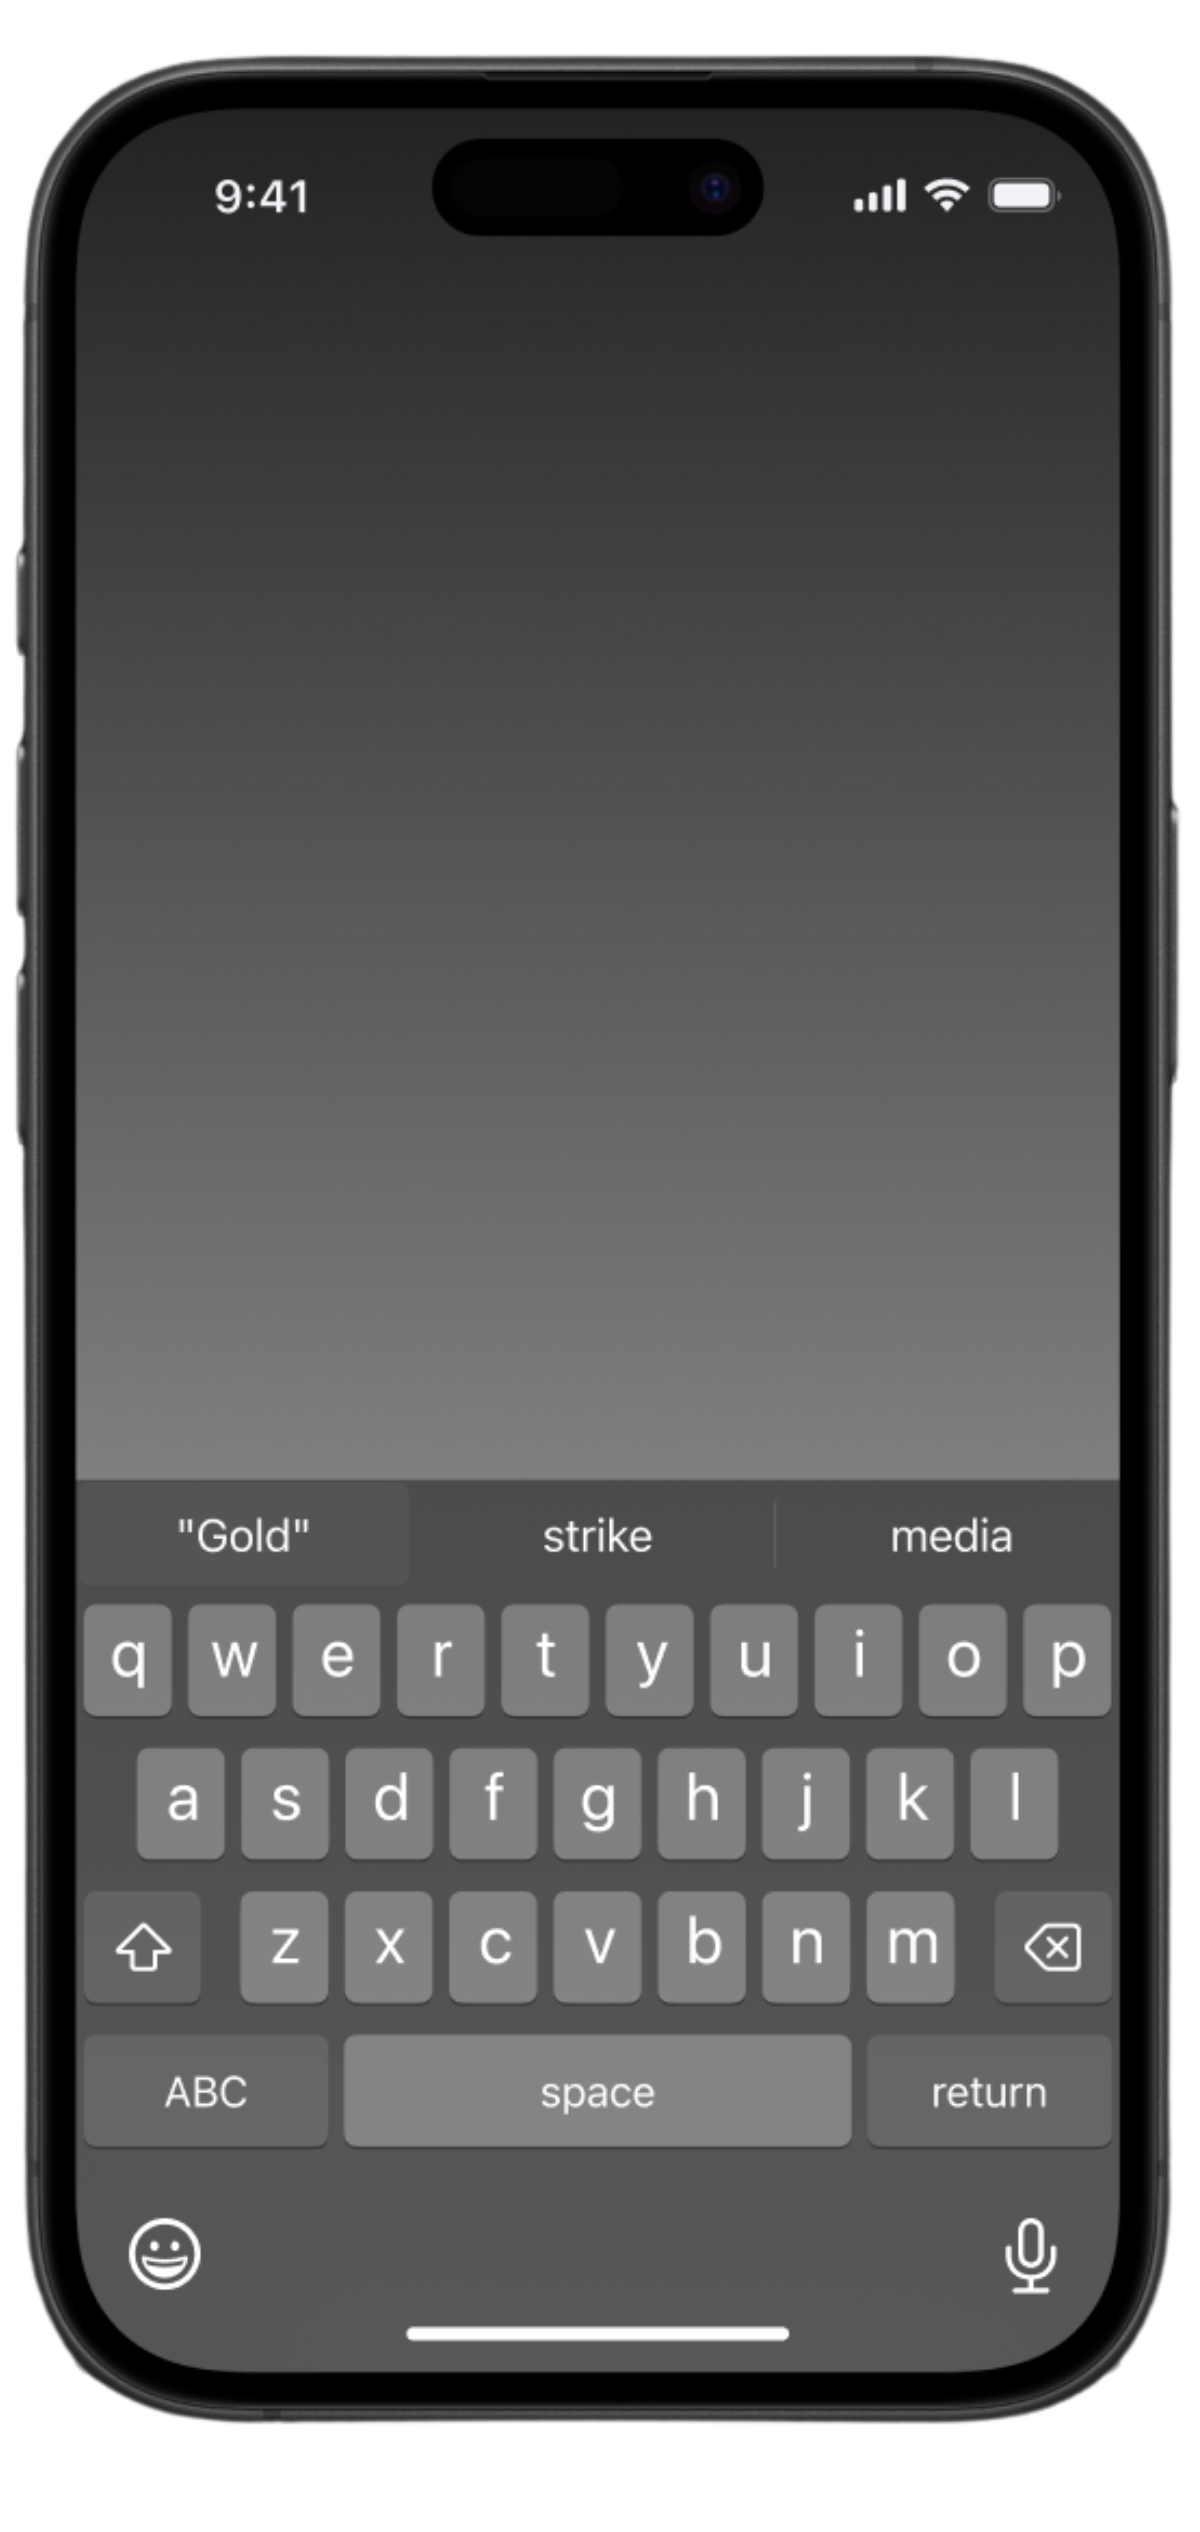 9:41
"Gold" strike media
q w e r t y u i o p
a s d f g h j k l
z x c v b n m
ABC space return